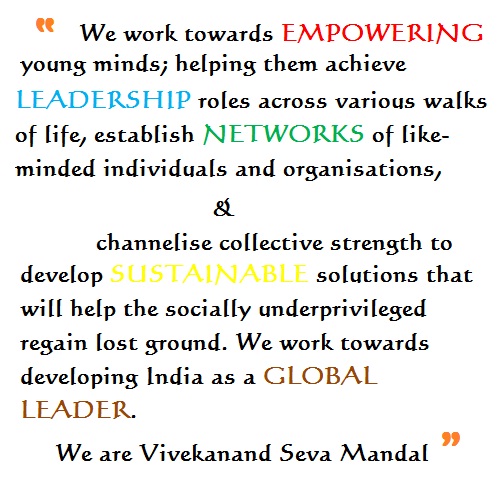 “ We work towards EMPOWERING
young minds; helping them achieve
LEADERSHIP roles across various walks
of life, establish NETWORKS of like-
minded individuals and organisations,
&
channelise collective strength to
develop SUSTAINABLE solutions that
will help the socially underprivileged
regain lost ground. We work towards
developing India as a GLOBAL
LEADER.
We are Vivekanand Seva Mandal ”